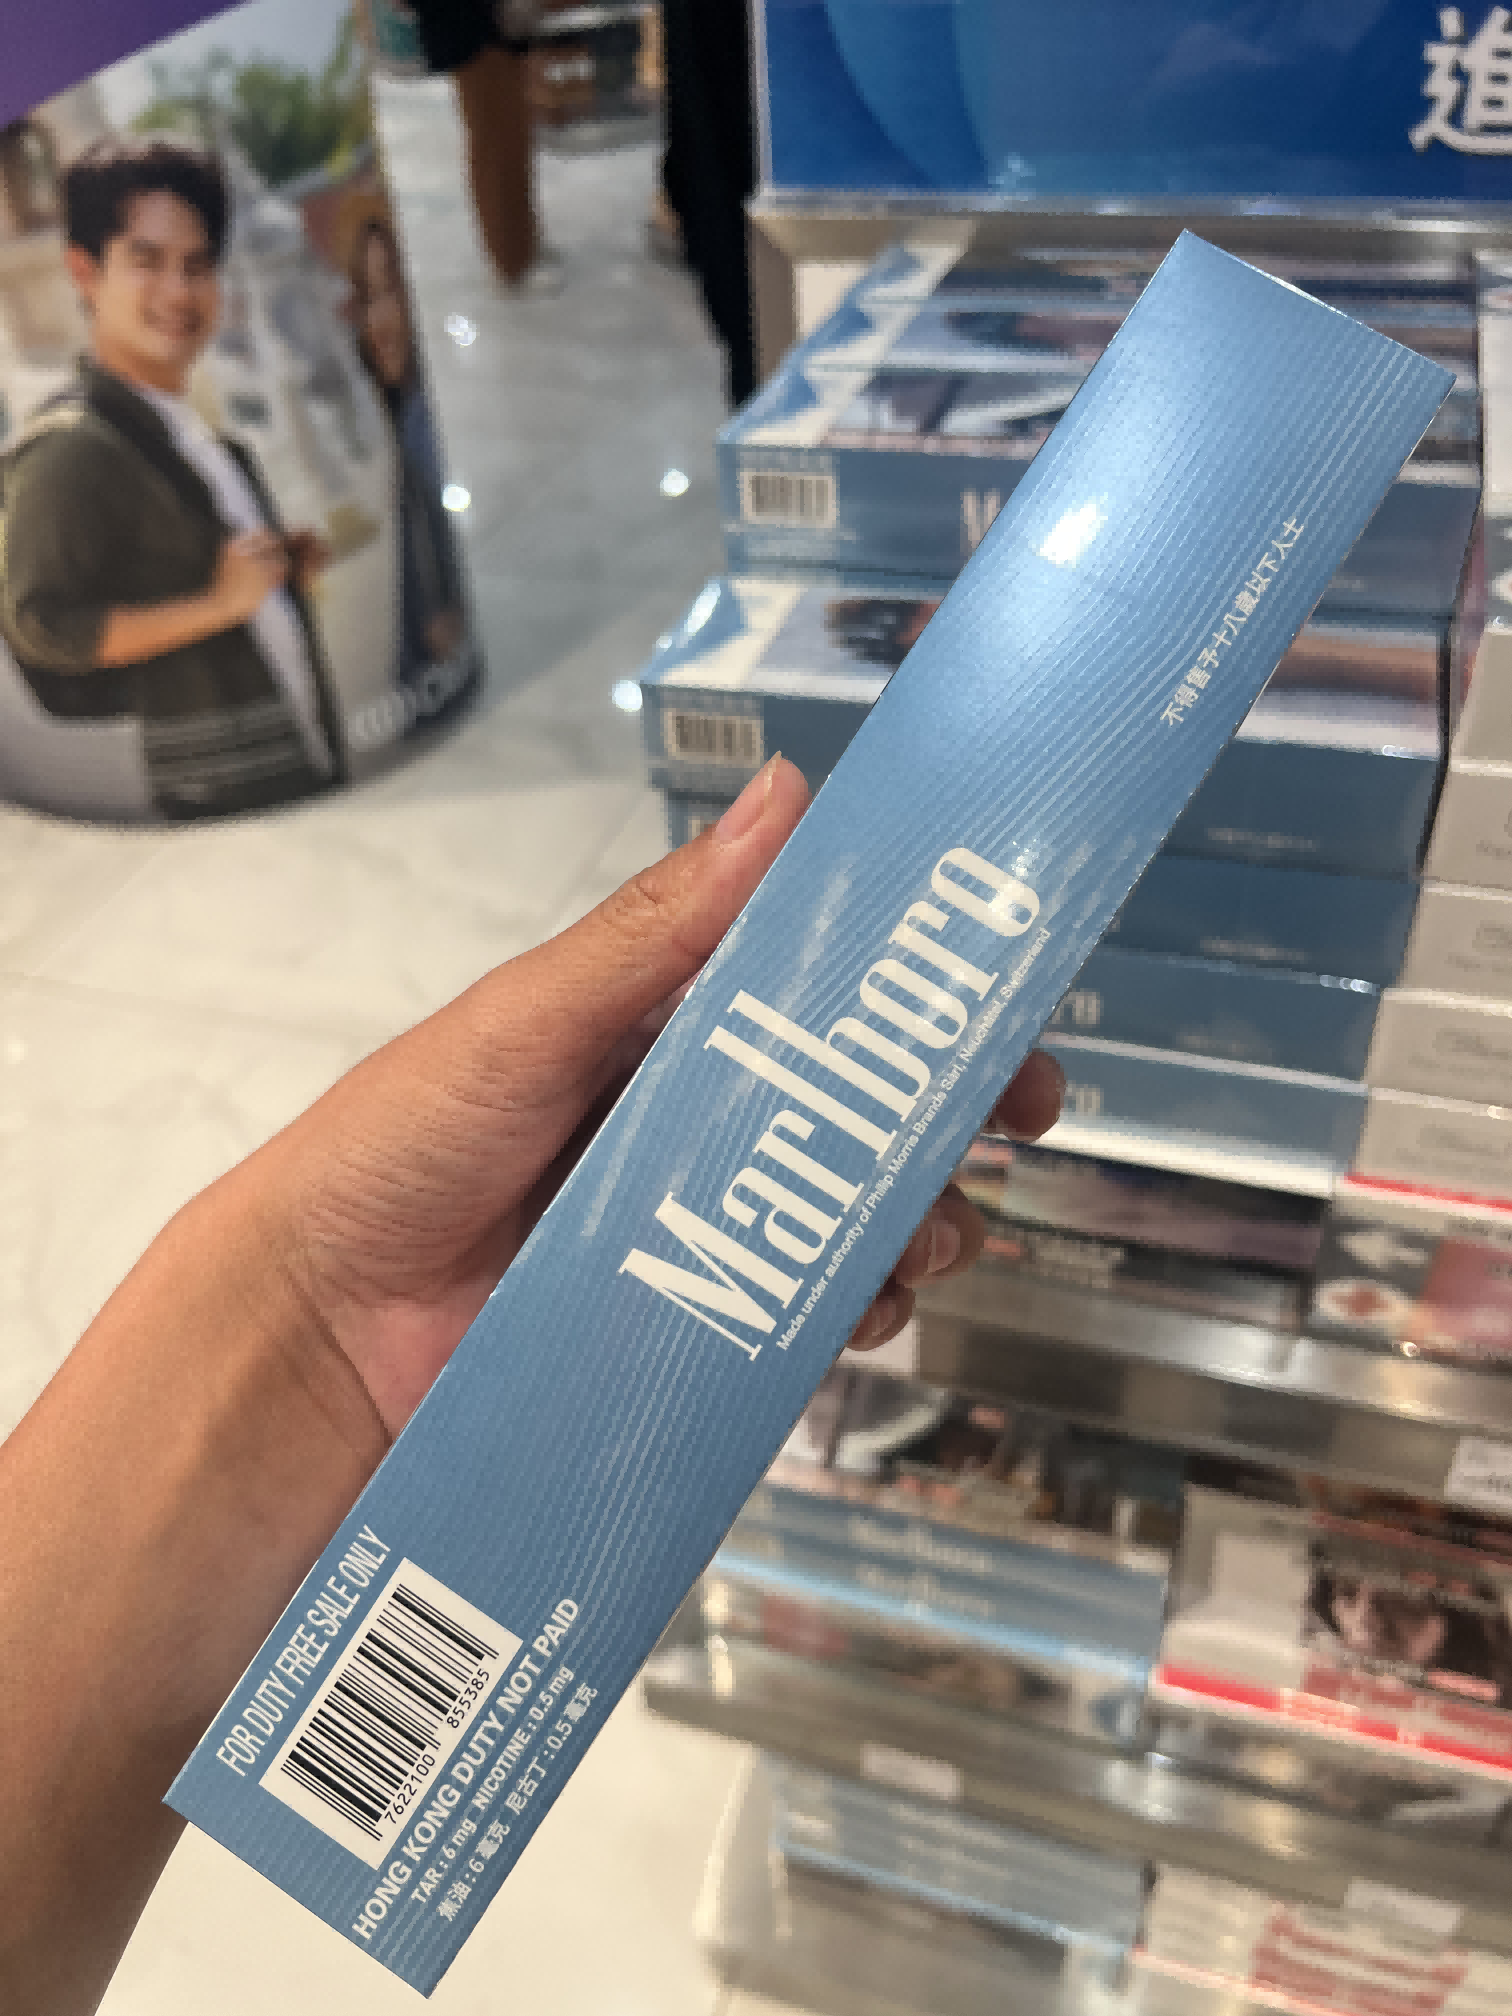 追
不得售予十八歲以下人士
Marlboro
Made under authority of Philip Morris Brands Sàrl, Neuchâtel, Switzerland
FOR DUTY FREE SALE ONLY
7622100 855385
HONG KONG DUTY NOT PAID
TAR : 6 mg NICOTINE : 0.5 mg
焦油 : 6 毫克 尼古丁 : 0.5 毫克